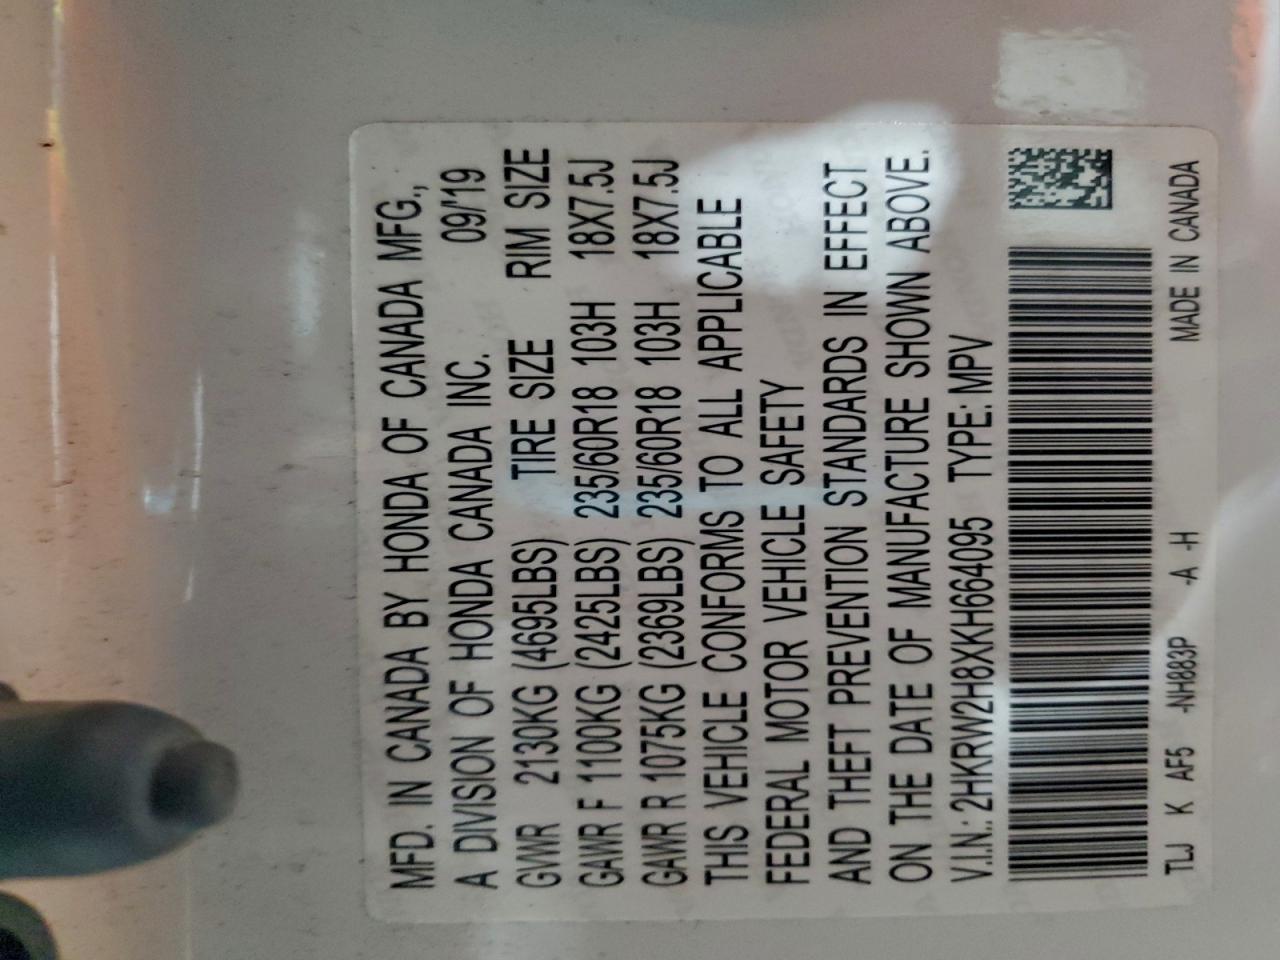 MFD. IN CANADA BY HONDA OF CANADA MFG.,
A DIVISION OF HONDA CANADA INC. 09/'19
GVWR 2130KG (4695LBS) TIRE SIZE RIM SIZE
GAWR F 1100KG (2425LBS) 235/60R18 103H 18X7.5J
GAWR R 1075KG (2369LBS) 235/60R18 103H 18X7.5J
THIS VEHICLE CONFORMS TO ALL APPLICABLE
FEDERAL MOTOR VEHICLE SAFETY
AND THEFT PREVENTION STANDARDS IN EFFECT
ON THE DATE OF MANUFACTURE SHOWN ABOVE.
V.I.N.: 2HKRW2H8XKH664095 TYPE: MPV
TLJ K AF5 -NH883P -A -H MADE IN CANADA